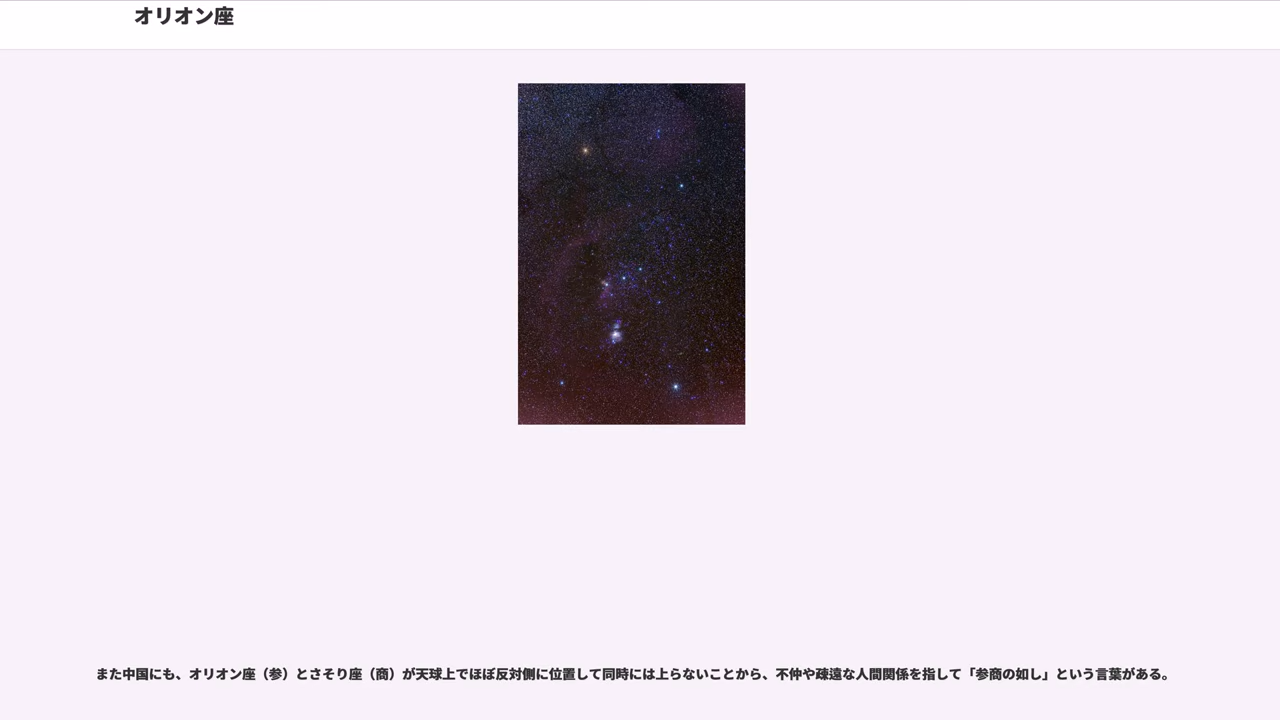 オリオン座
また中国にも、オリオン座（参）とさそり座（商）が天球上でほぼ反対側に位置して同時には上らないことから、不仲や疎遠な人間関係を指して「参商の如し」という言葉がある。